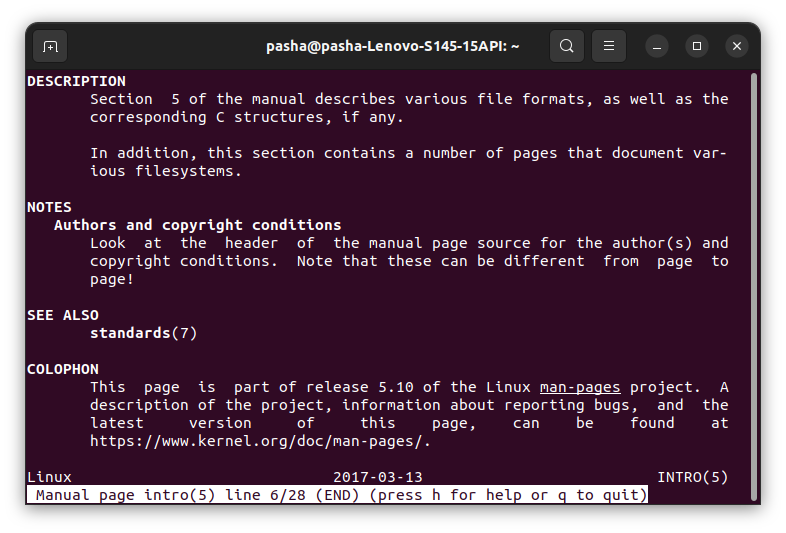 pasha@pasha-Lenovo-S145-15API: ~
DESCRIPTION
Section  5 of the manual describes various file formats, as well as the
corresponding C structures, if any.
In addition, this section contains a number of pages that document var-
ious filesystems.
NOTES
Authors and copyright conditions
Look  at  the  header  of  the manual page source for the author(s) and
copyright conditions.  Note that these can be different  from  page  to
page!
SEE ALSO
standards(7)
COLOPHON
This  page  is  part of release 5.10 of the Linux man-pages project.  A
description of the project, information about reporting bugs,  and  the
latest     version     of     this     page,    can    be    found    at
https://www.kernel.org/doc/man-pages/.
Linux                             2017-03-13                          INTRO(5)
Manual page intro(5) line 6/28 (END) (press h for help or q to quit)